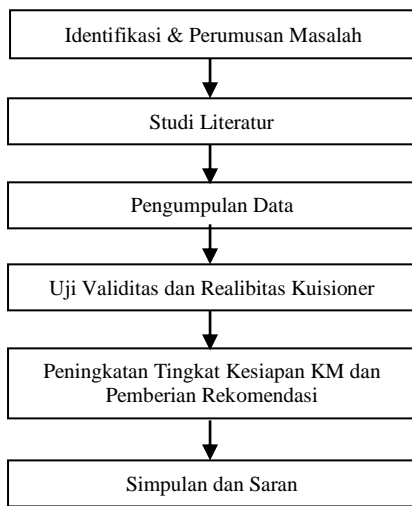 Identifikasi & Perumusan Masalah
Studi Literatur
Pengumpulan Data
Uji Validitas dan Realibitas Kuisioner
Peningkatan Tingkat Kesiapan KM dan
Pemberian Rekomendasi
Simpulan dan Saran